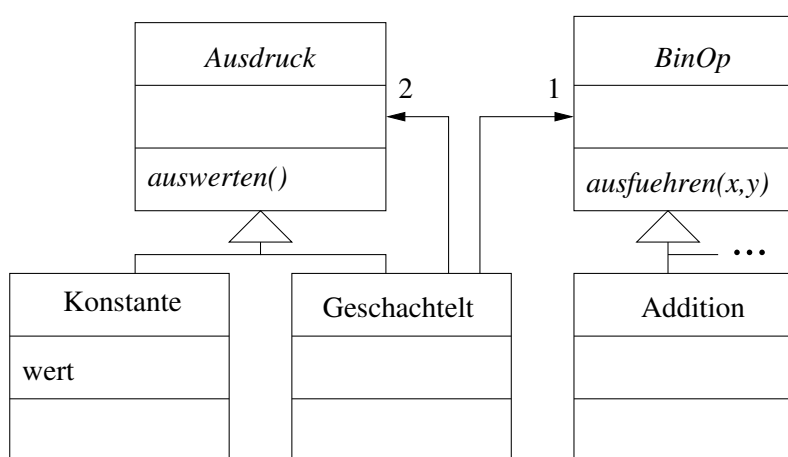 Ausdruck
BinOp
2
1
auswerten()
ausfuehren(x,y)
...
Konstante
Geschachtelt
Addition
wert